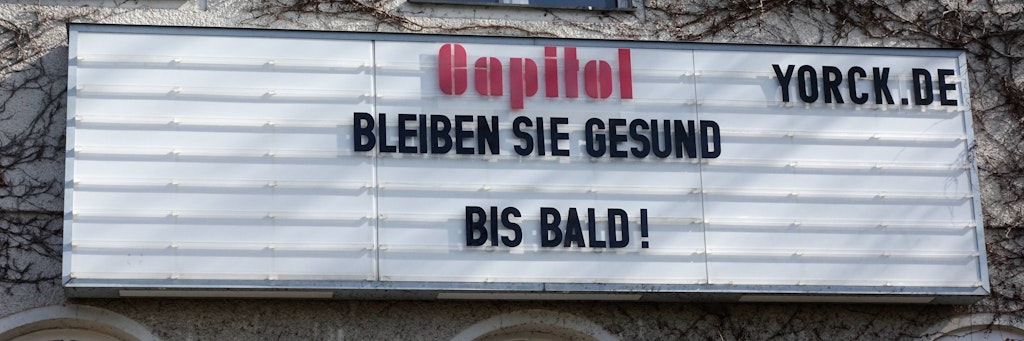 Capitol
YORCK.DE
BLEIBEN SIE GESUND
BIS BALD!